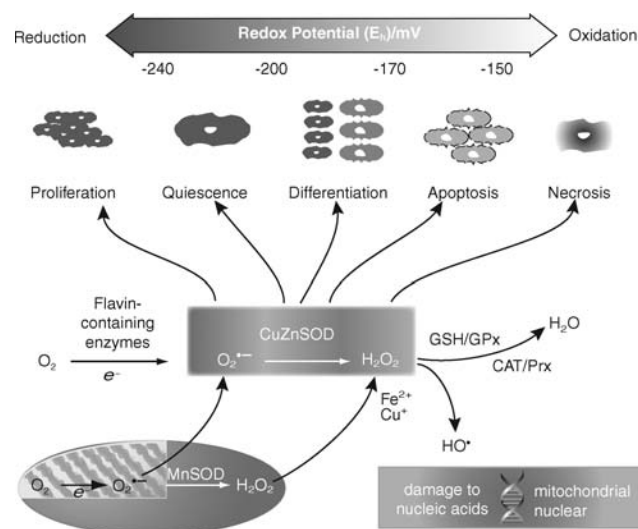 Reduction Redox Potential (Eₕ)/mV Oxidation
-240 -200 -170 -150
Proliferation Quiescence Differentiation Apoptosis Necrosis
Flavin-
containing
enzymes
O₂ e⁻
CuZnSOD
O₂•− H₂O₂
GSH/GPx H₂O
CAT/Prx
Fe²⁺
Cu⁺
HO•
O₂ e⁻ O₂•− MnSOD H₂O₂
damage to mitochondrial
nucleic acids nuclear